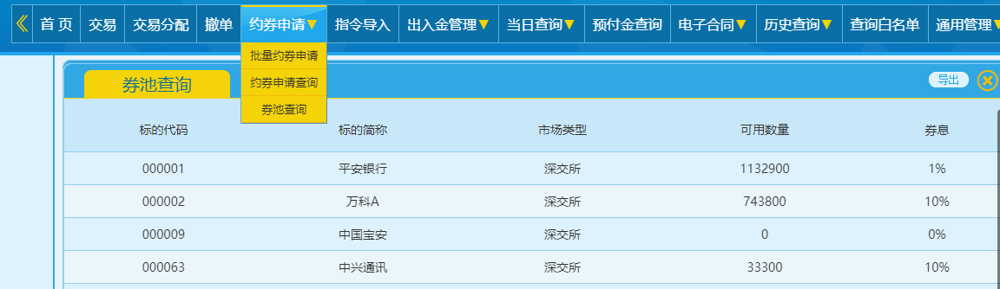 首 页 交易 交易分配 撤单 约券申请 指令导入 出入金管理 当日查询 预付金查询 电子合同 历史查询 查询白名单 通用管理
批量约券申请
约券申请查询
券池查询
券池查询 导出
标的代码 标的简称 市场类型 可用数量 券息
000001 平安银行 深交所 1132900 1%
000002 万科A 深交所 743800 10%
000009 中国宝安 深交所 0 0%
000063 中兴通讯 深交所 33300 10%